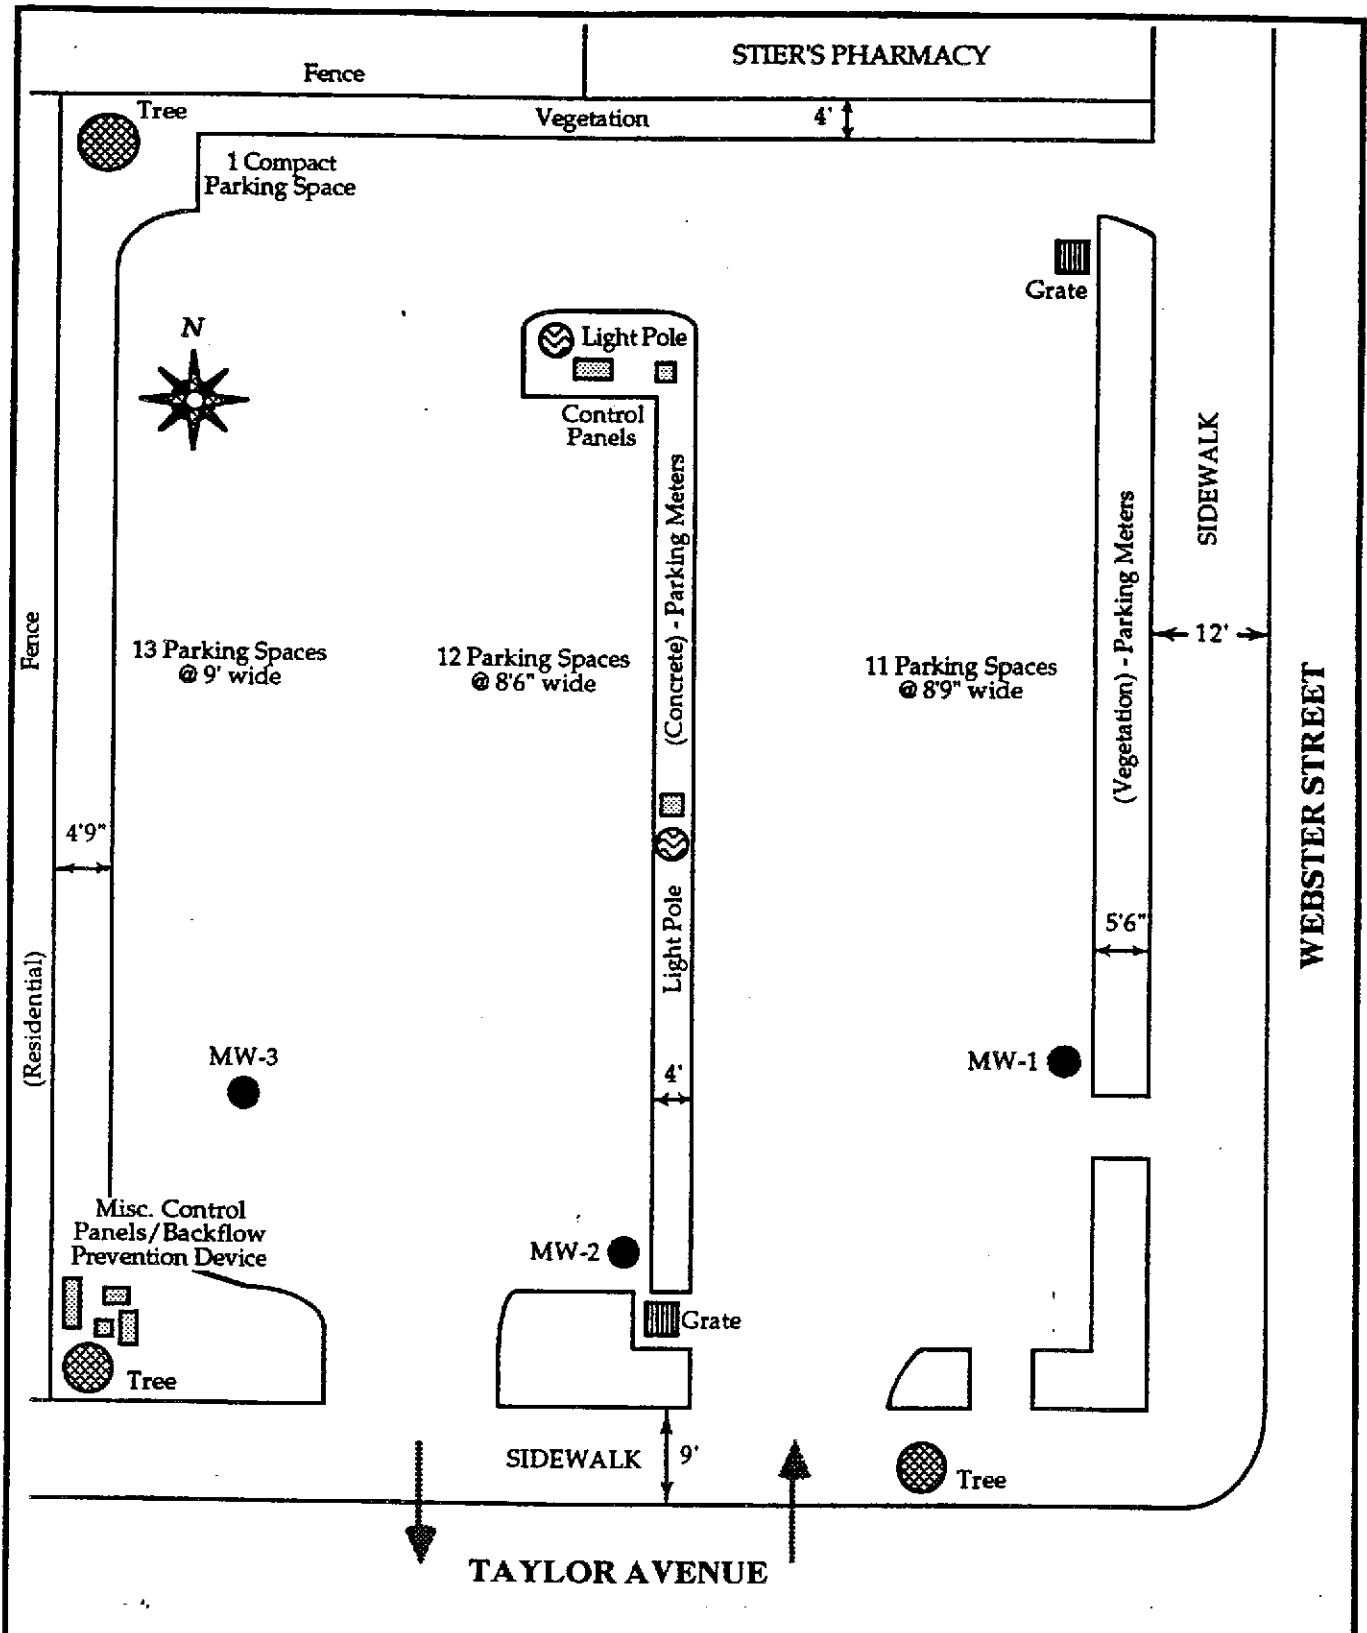 STIER'S PHARMACY
Fence
Tree
Vegetation
4'
1 Compact
Parking Space
Grate
N
Light Pole
Control
Panels
(Concrete) - Parking Meters
(Vegetation) - Parking Meters
SIDEWALK
12'
Fence
13 Parking Spaces
@ 9' wide
12 Parking Spaces
@ 8'6" wide
11 Parking Spaces
@ 8'9" wide
WEBSTER STREET
4'9"
Light Pole
5'6"
(Residential)
MW-3
4'
MW-1
Misc. Control
Panels/Backflow
Prevention Device
MW-2
Grate
Tree
SIDEWALK
9'
Tree
TAYLOR AVENUE